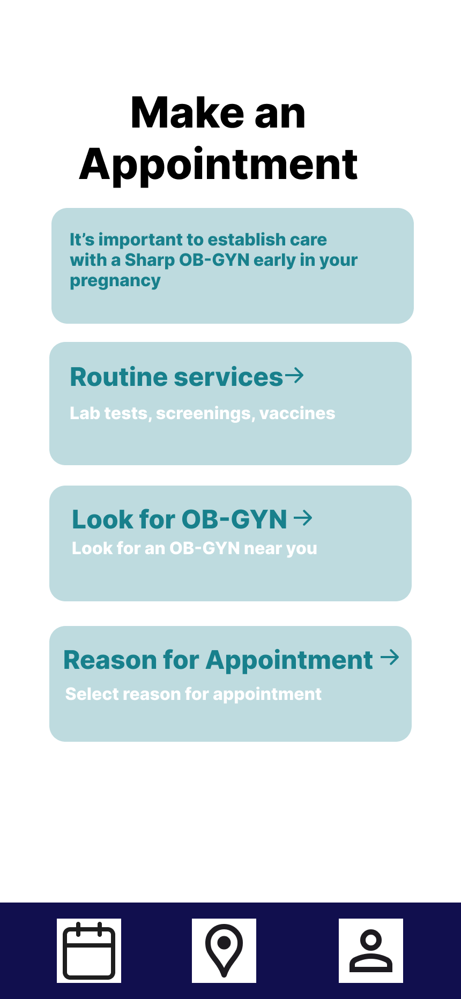 Make an
Appointment
It’s important to establish care
with a Sharp OB-GYN early in your
pregnancy
Routine services
Lab tests, screenings, vaccines
Look for OB-GYN
Look for an OB-GYN near you
Reason for Appointment
Select reason for appointment